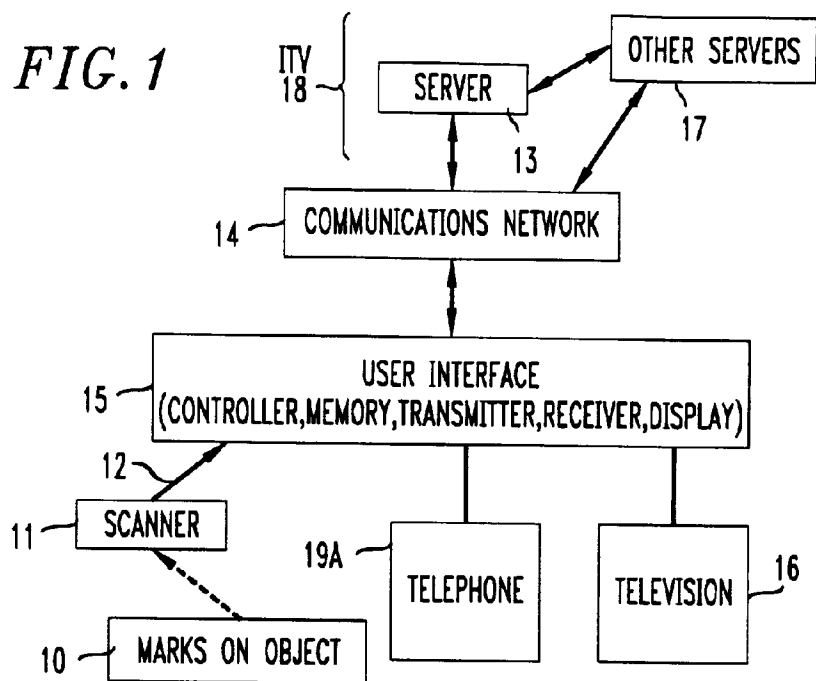 FIG. 1
ITV
18
SERVER
13
OTHER SERVERS
17
14
COMMUNICATIONS NETWORK
15
USER INTERFACE
(CONTROLLER,MEMORY,TRANSMITTER,RECEIVER,DISPLAY)
12
11
SCANNER
19A
TELEPHONE
TELEVISION
16
10
MARKS ON OBJECT